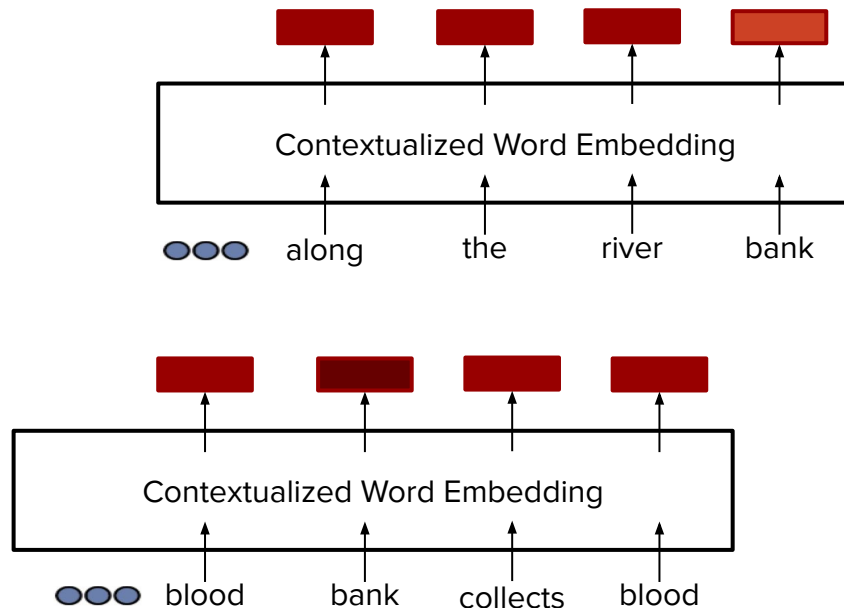 Contextualized Word Embedding
along the river bank
Contextualized Word Embedding
blood bank collects blood